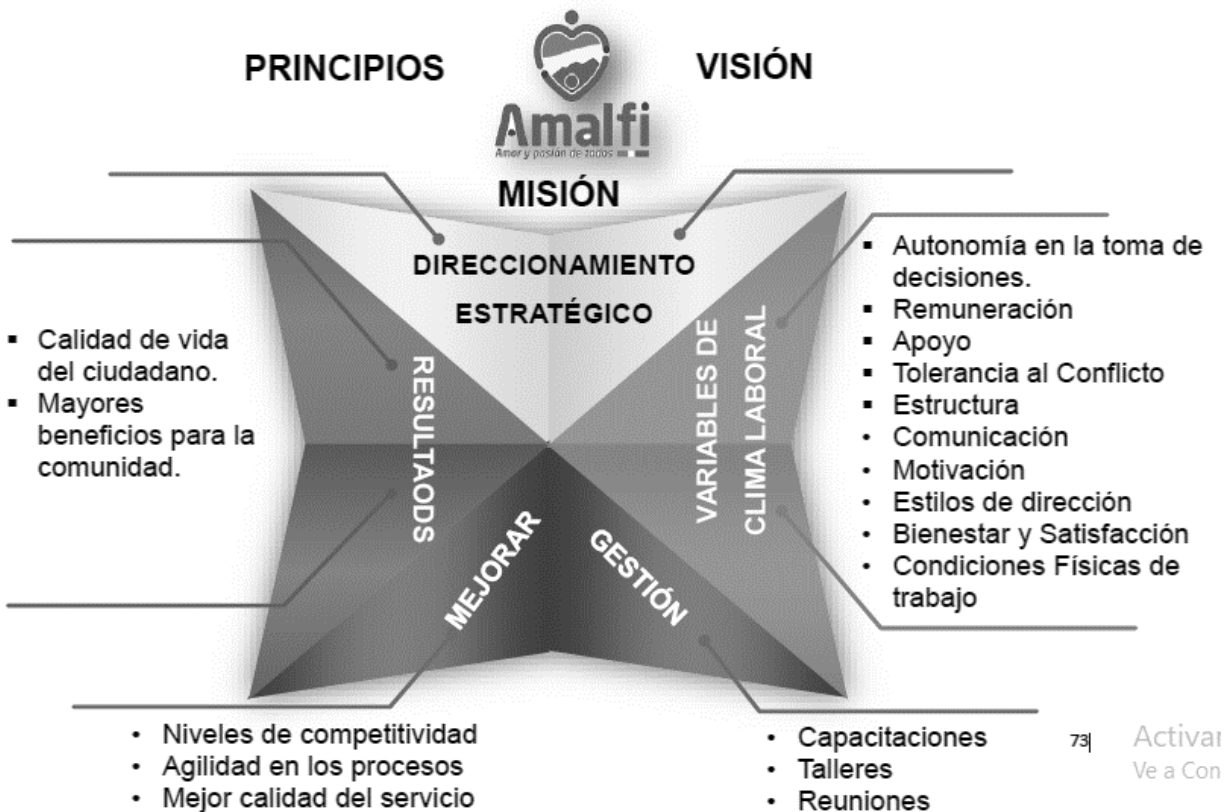 PRINCIPIOS
VISIÓN
Amalfi
Amor y pasión de todos
MISIÓN
DIRECCIONAMIENTO
ESTRATÉGICO
▪ Calidad de vida
del ciudadano.
▪ Mayores
beneficios para la
comunidad.
RESULTAODS
VARIABLES DE
CLIMA LABORAL
▪ Autonomía en la toma de
decisiones.
▪ Remuneración
▪ Apoyo
▪ Tolerancia al Conflicto
▪ Estructura
• Comunicación
• Motivación
• Estilos de dirección
• Bienestar y Satisfacción
• Condiciones Físicas de
trabajo
MEJORAR
GESTIÓN
• Niveles de competitividad
• Agilidad en los procesos
• Mejor calidad del servicio
• Capacitaciones
• Talleres
• Reuniones
73
Activar
Ve a Con